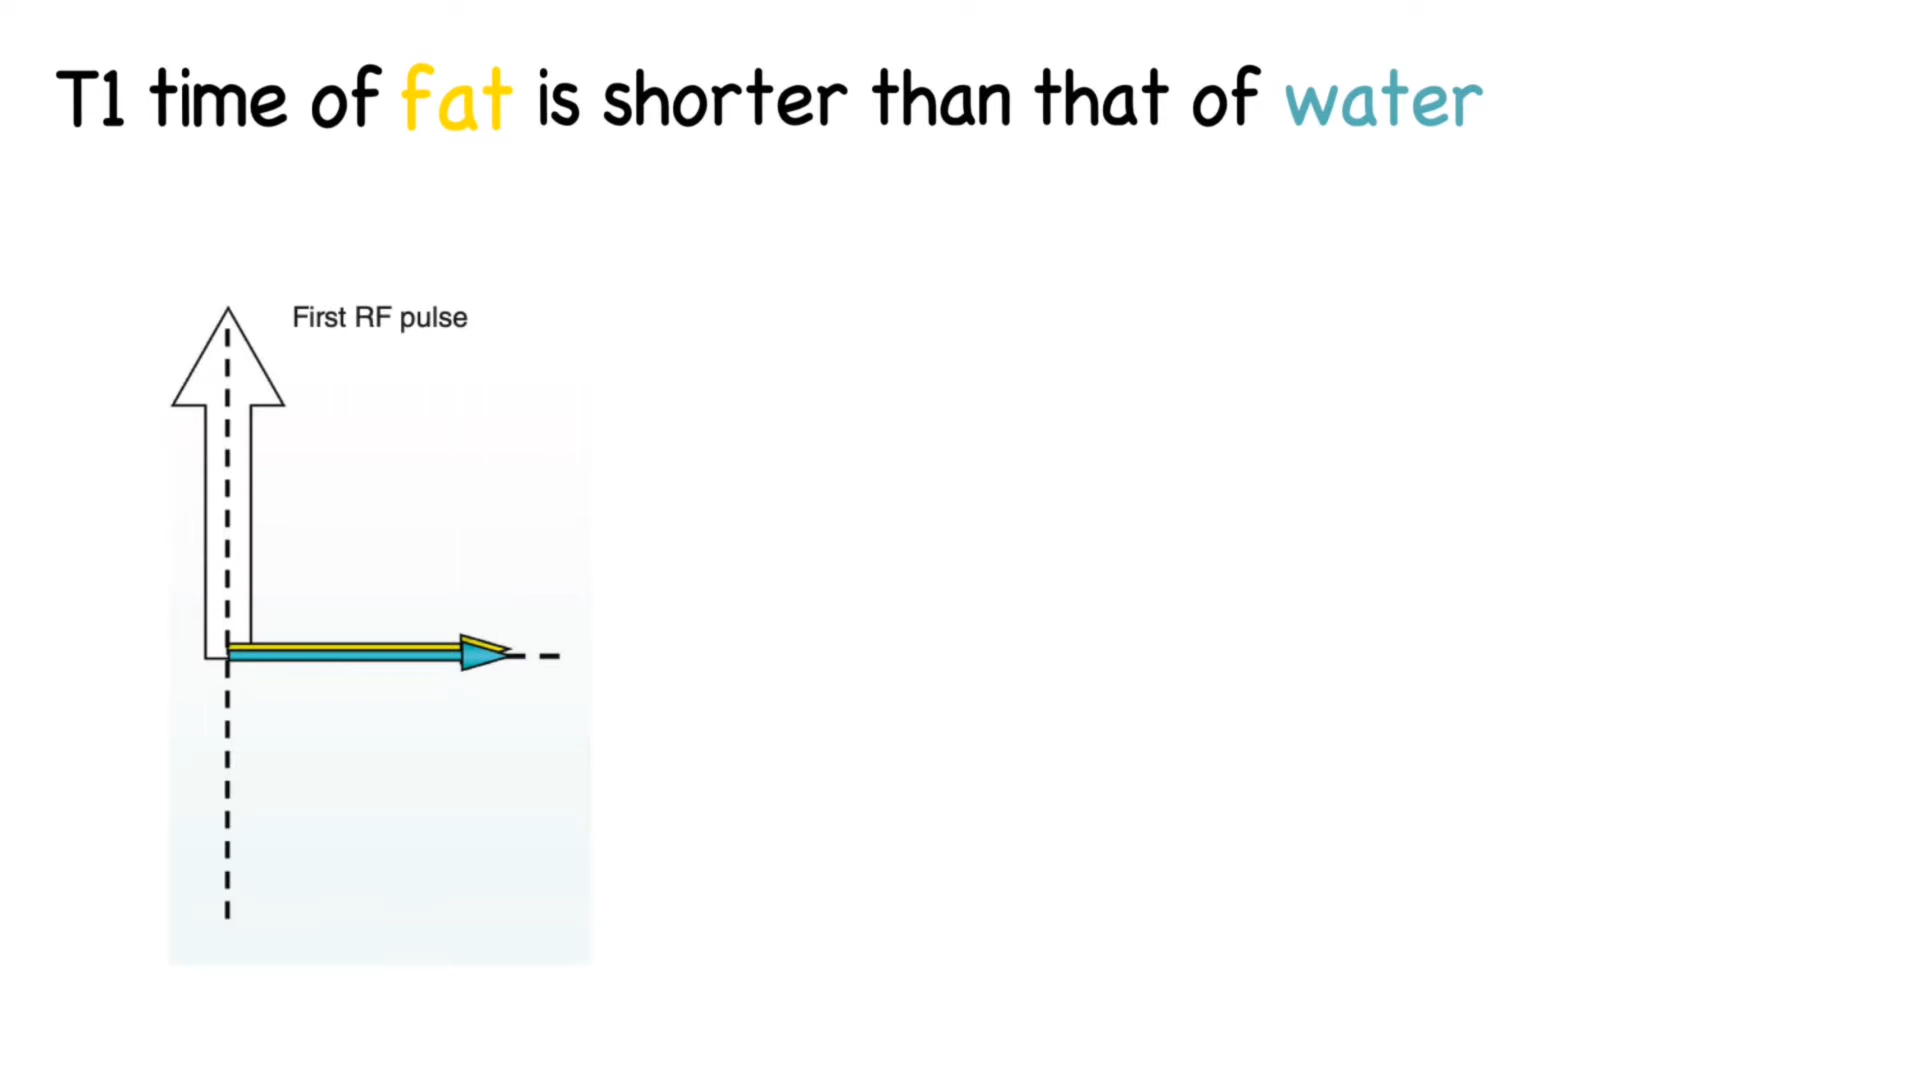 T1 time of fat is shorter than that of water
First RF pulse